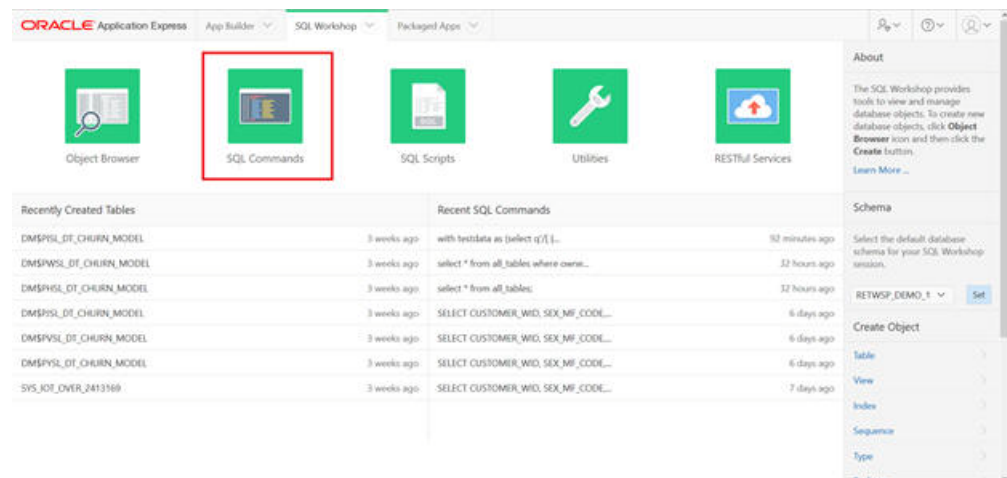 ORACLE Application Express App Builder SQL Workshop Packaged Apps
Object Browser SQL Commands SQL Scripts Utilities RESTful Services
Recently Created Tables
DM$PISL_DT_CHURN_MODEL 3 weeks ago
DM$PWSL_DT_CHURN_MODEL 3 weeks ago
DM$PHSL_DT_CHURN_MODEL 3 weeks ago
DM$PJSL_DT_CHURN_MODEL 3 weeks ago
DM$PVSL_DT_CHURN_MODEL 3 weeks ago
DM$PYSL_DT_CHURN_MODEL 3 weeks ago
SYS_IOT_OVER_2413569 3 weeks ago
Recent SQL Commands
with testdata as (select q'/[ {... 92 minutes ago
select * from all_tables where owne... 32 hours ago
select * from all_tables; 32 hours ago
SELECT CUSTOMER_WID, SEX_MF_CODE,... 6 days ago
SELECT CUSTOMER_WID, SEX_MF_CODE,... 6 days ago
SELECT CUSTOMER_WID, SEX_MF_CODE,... 6 days ago
SELECT CUSTOMER_WID, SEX_MF_CODE,... 7 days ago
About
The SQL Workshop provides
tools to view and manage
database objects. To create new
database objects, click Object
Browser icon and then click the
Create button.
Learn More ...
Schema
Select the default database
schema for your SQL Workshop
session.
RETWSP_DEMO_1 Set
Create Object
Table
View
Index
Sequence
Type